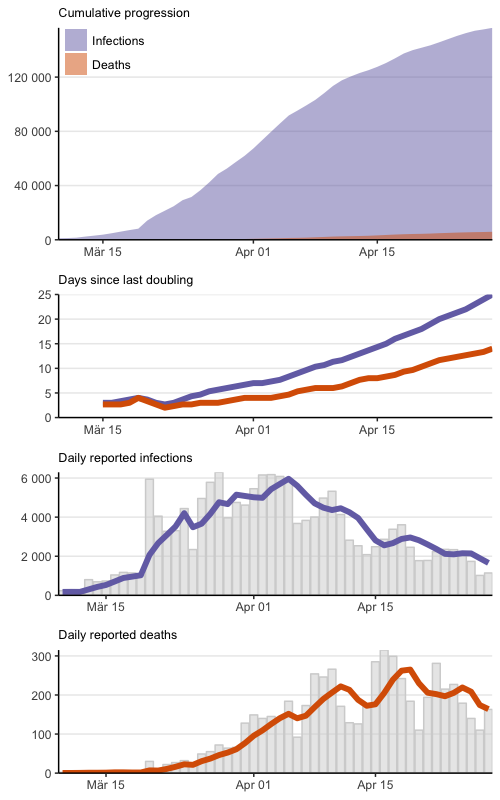 Cumulative progression
Infections
Deaths
120 000
80 000
40 000
0
Mär 15
Apr 01
Apr 15
Days since last doubling
25
20
15
10
5
0
Mär 15
Apr 01
Apr 15
Daily reported infections
6 000
4 000
2 000
0
Mär 15
Apr 01
Apr 15
Daily reported deaths
300
200
100
0
Mär 15
Apr 01
Apr 15